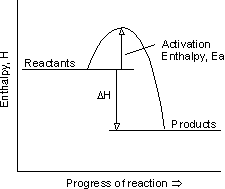 Enthalpy, H
Reactants
Activation
Enthalpy, Ea
ΔH
Products
Progress of reaction ⇒